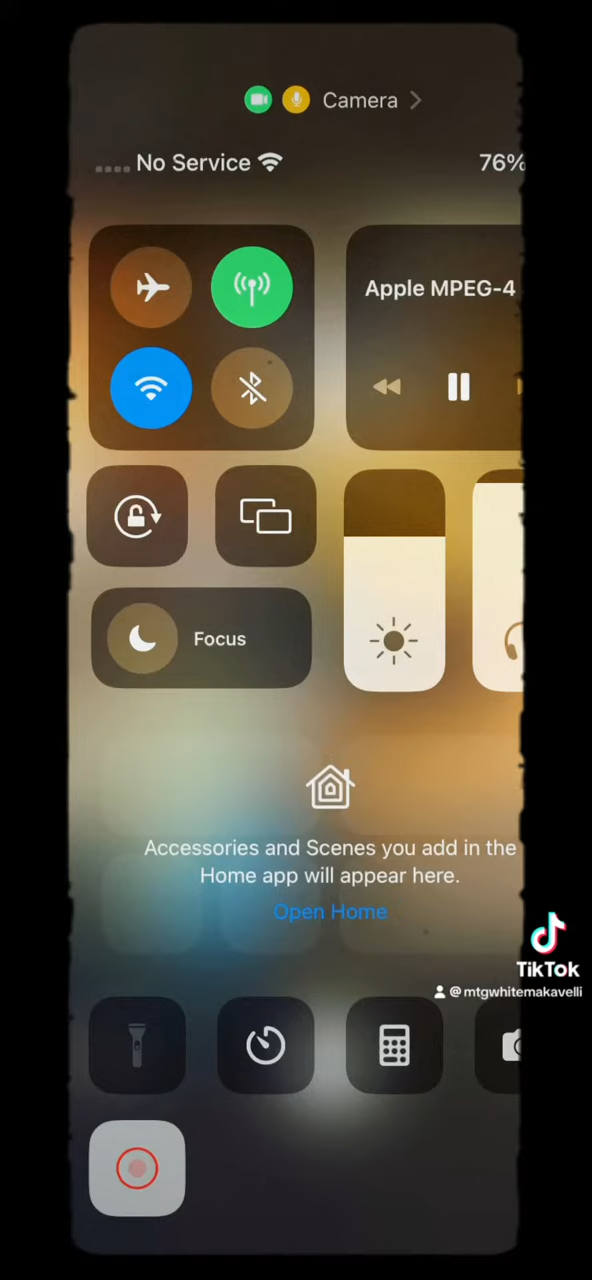 Camera
No Service
76%
Apple MPEG-4
Focus
Accessories and Scenes you add in the
Home app will appear here.
Open Home
TikTok
@mtgwhitemakavelli